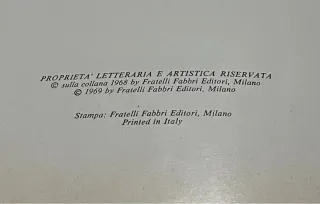 PROPRIETA' LETTERARIA E ARTISTICA RISERVATA
© sulla collana 1968 by Fratelli Fabbri Editori, Milano
© 1969 by Fratelli Fabbri Editori, Milano
Stampa: Fratelli Fabbri Editori, Milano
Printed in Italy